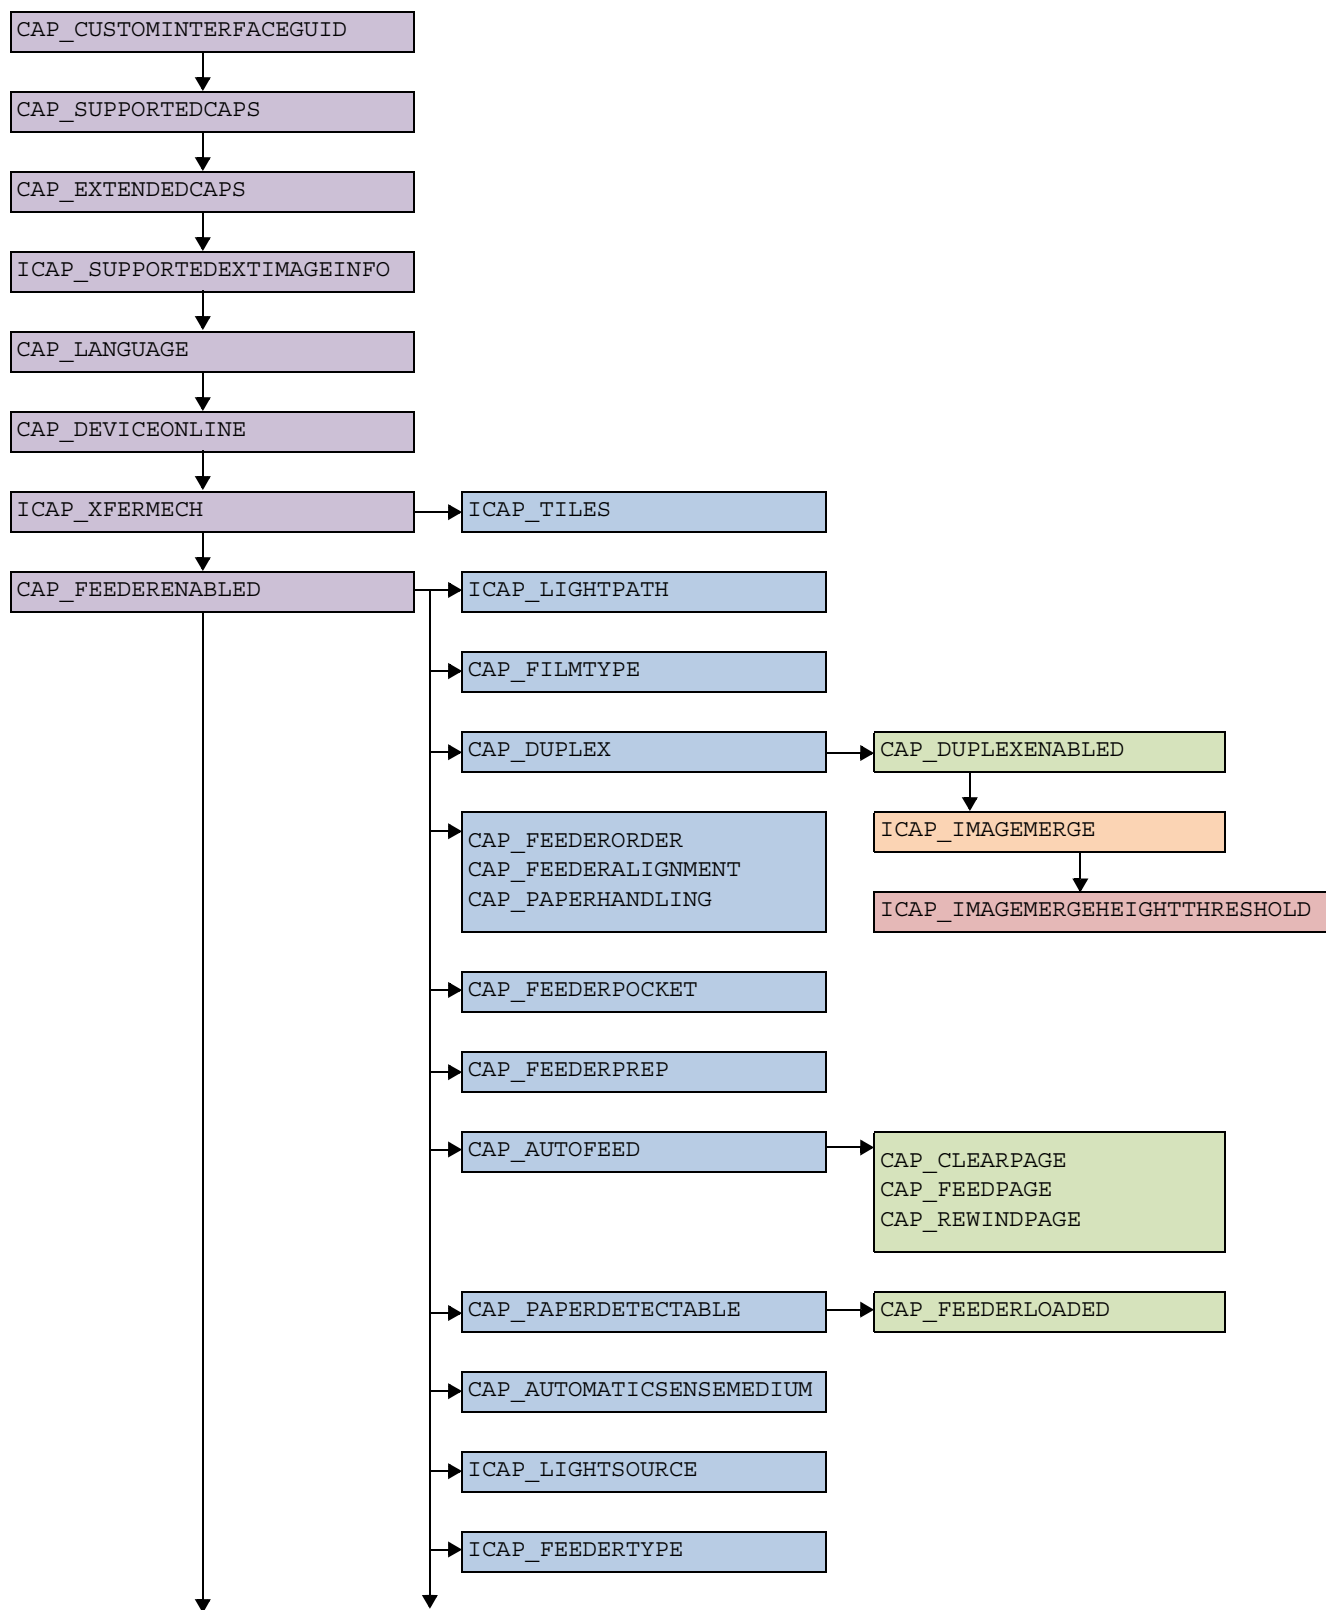 CAP_CUSTOMINTERFACEGUID
CAP_SUPPORTEDCAPS
CAP_EXTENDEDCAPS
ICAP_SUPPORTEDEXTIMAGEINFO
CAP_LANGUAGE
CAP_DEVICEONLINE
ICAP_XFERMECH
ICAP_TILES
CAP_FEEDERENABLED
ICAP_LIGHTPATH
CAP_FILMTYPE
CAP_DUPLEX
CAP_DUPLEXENABLED
ICAP_IMAGEMERGE
ICAP_IMAGEMERGEHEIGHTTHRESHOLD
CAP_FEEDERORDER
CAP_FEEDERALIGNMENT
CAP_PAPERHANDLING
CAP_FEEDERPOCKET
CAP_FEEDERPREP
CAP_AUTOFEED
CAP_CLEARPAGE
CAP_FEEDPAGE
CAP_REWINDPAGE
CAP_PAPERDETECTABLE
CAP_FEEDERLOADED
CAP_AUTOMATICSENSEMEDIUM
ICAP_LIGHTSOURCE
ICAP_FEEDERTYPE